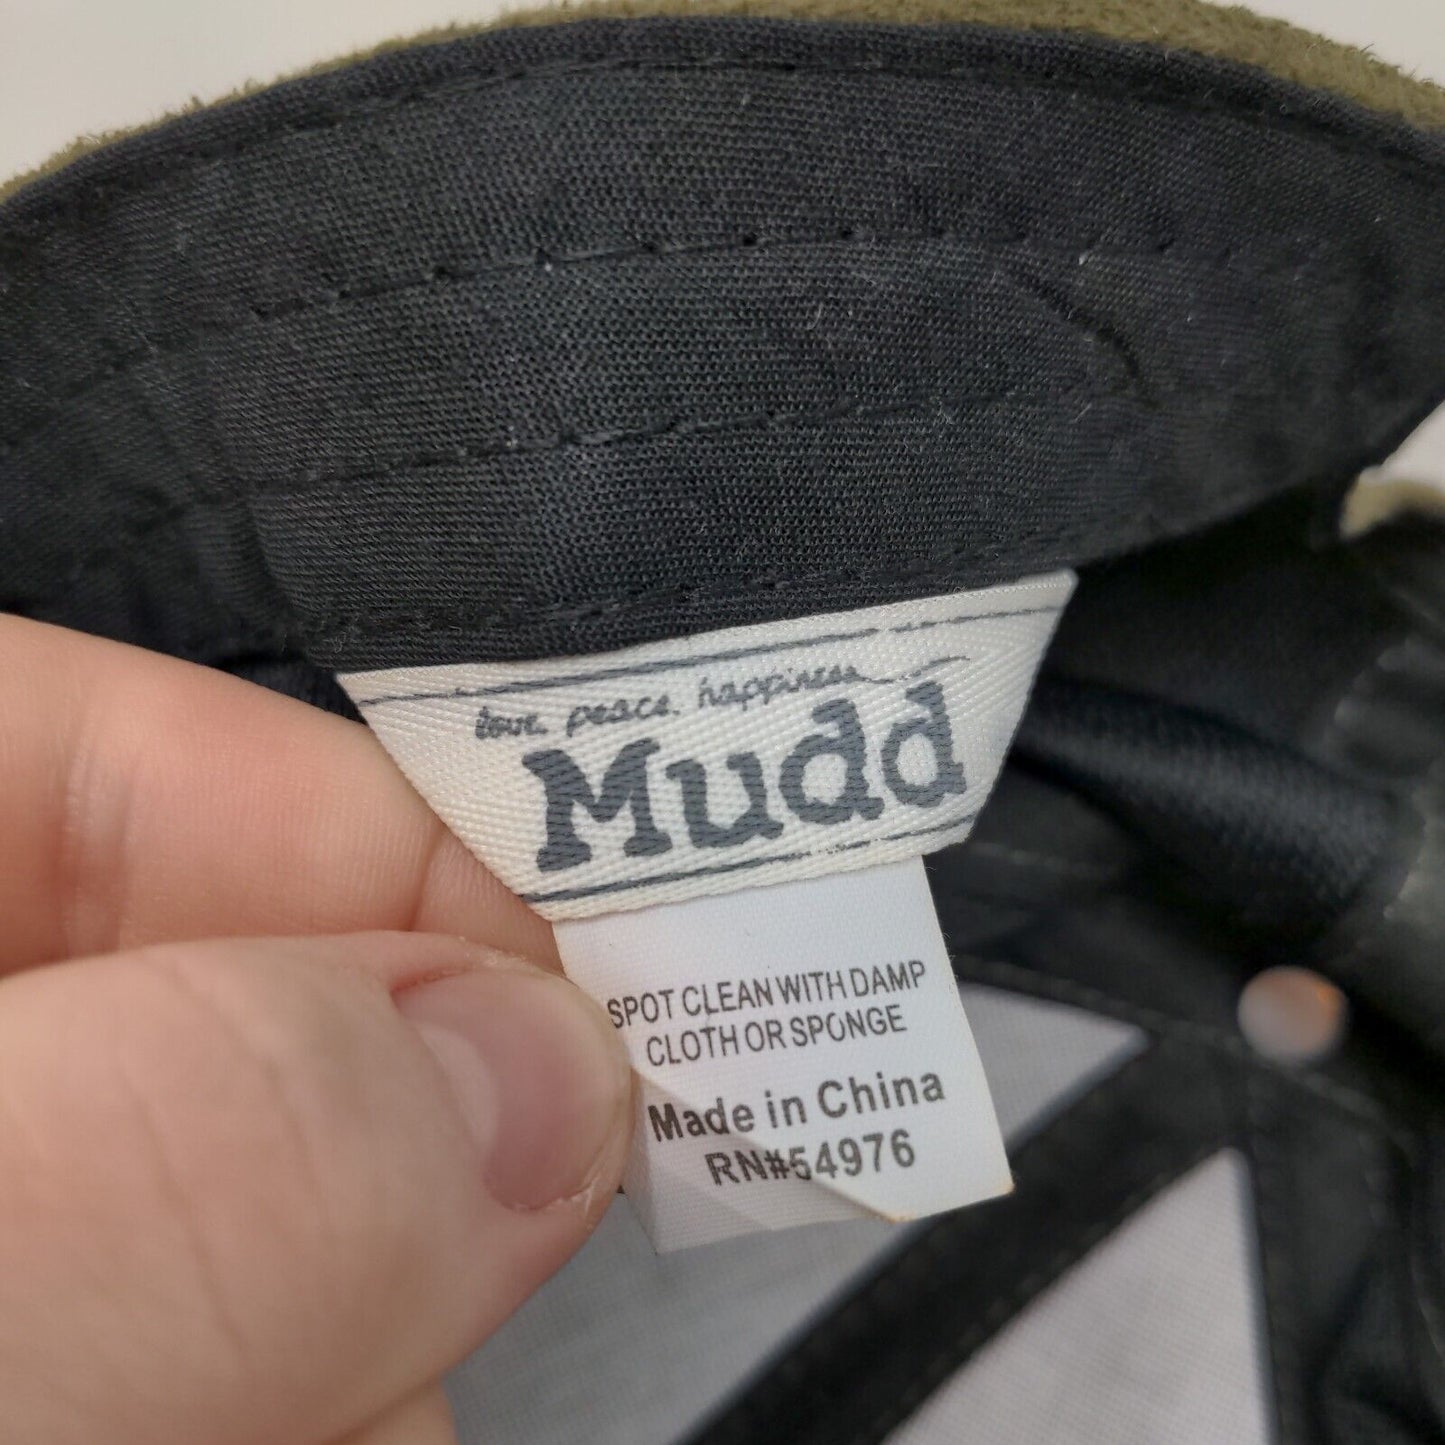 love. peace. happiness
Mudd
SPOT CLEAN WITH DAMP
CLOTH OR SPONGE
Made in China
RN#54976